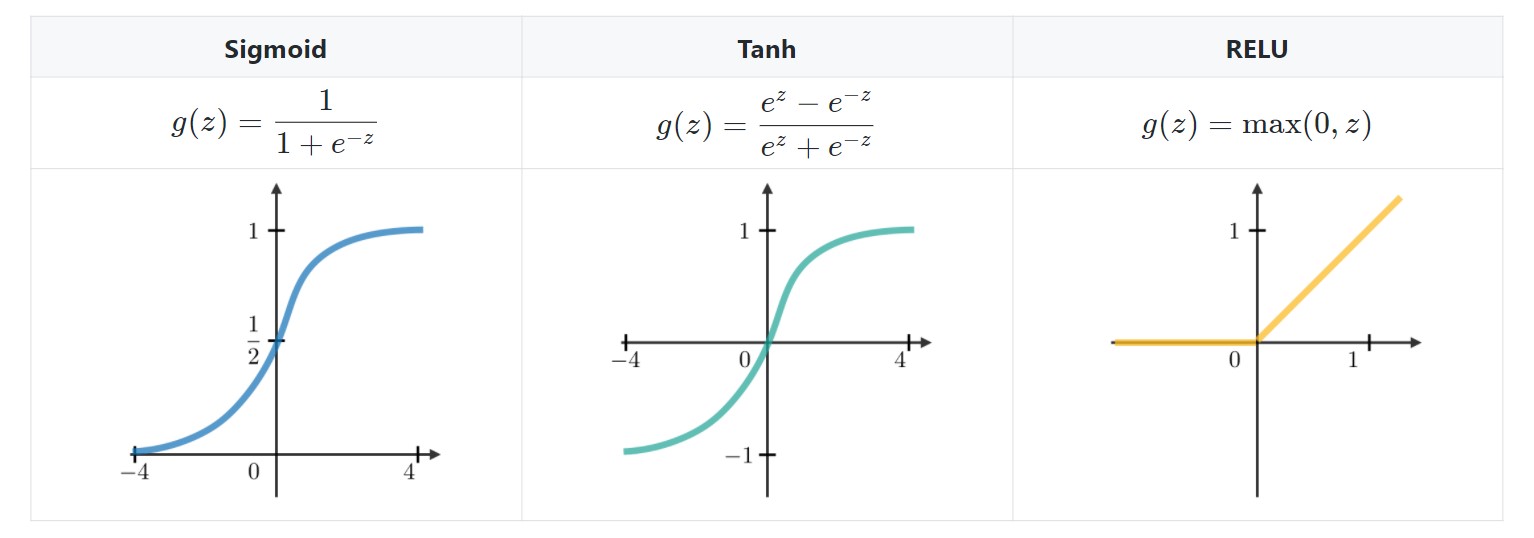 Sigmoid
Tanh
RELU
g(z) = 1 / (1 + e^{−z})
g(z) = (e^z − e^{−z}) / (e^z + e^{−z})
g(z) = max(0, z)
1
1/2
−4
0
4
1
−4
0
4
−1
1
0
1